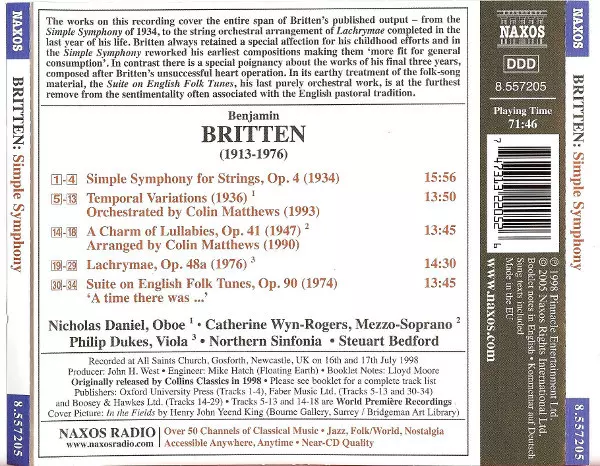 NAXOS
BRITTEN: Simple Symphony
8.557205
The works on this recording cover the entire span of Britten's published output – from the
Simple Symphony of 1934, to the string orchestral arrangement of Lachrymae completed in the
last year of his life. Britten always retained a special affection for his childhood efforts and in
the Simple Symphony reworked his earliest compositions making them 'more fit for general
consumption'. In contrast there is a special poignancy about the works of his final three years,
composed after Britten's unsuccessful heart operation. In its earthy treatment of the folk-song
material, the Suite on English Folk Tunes, his last purely orchestral work, is at the furthest
remove from the sentimentality often associated with the English pastoral tradition.
Benjamin
BRITTEN
(1913-1976)
1-4 Simple Symphony for Strings, Op. 4 (1934) 15:56
5-13 Temporal Variations (1936) 1 13:50
Orchestrated by Colin Matthews (1993)
14-18 A Charm of Lullabies, Op. 41 (1947) 2 13:45
Arranged by Colin Matthews (1990)
19-29 Lachrymae, Op. 48a (1976) 3 14:30
30-34 Suite on English Folk Tunes, Op. 90 (1974) 13:45
'A time there was ...'
Nicholas Daniel, Oboe 1 · Catherine Wyn-Rogers, Mezzo-Soprano 2
Philip Dukes, Viola 3 • Northern Sinfonia • Steuart Bedford
Recorded at All Saints Church, Gosforth, Newcastle, UK on 16th and 17th July 1998
Producer: John H. West • Engineer: Mike Hatch (Floating Earth) • Booklet Notes: Lloyd Moore
Originally released by Collins Classics in 1998 • Please see booklet for a complete track list
Publishers: Oxford University Press (Tracks 1-4), Faber Music Ltd. (Tracks 5-13 and 30-34)
and Boosey & Hawkes Ltd. (Tracks 14-29) • Tracks 5-13 and 14-18 are World Première Recordings
Cover Picture: In the Fields by Henry John Yeend King (Bourne Gallery, Surrey / Bridgeman Art Library)
NAXOS RADIO
www.naxosradio.com
Over 50 Channels of Classical Music • Jazz, Folk/World, Nostalgia
Accessible Anywhere, Anytime • Near-CD Quality
NAXOS
DDD
8.557205
Playing Time
71:46
7 47313 72052 6
www.naxos.com
℗ 1998 Pinnacle Entertainment Ltd.
© 2005 Naxos Rights International Ltd.
Booklet notes in English • Kommentar auf Deutsch
Song texts included
Made in the EU
NAXOS
BRITTEN: Simple Symphony
8.557205